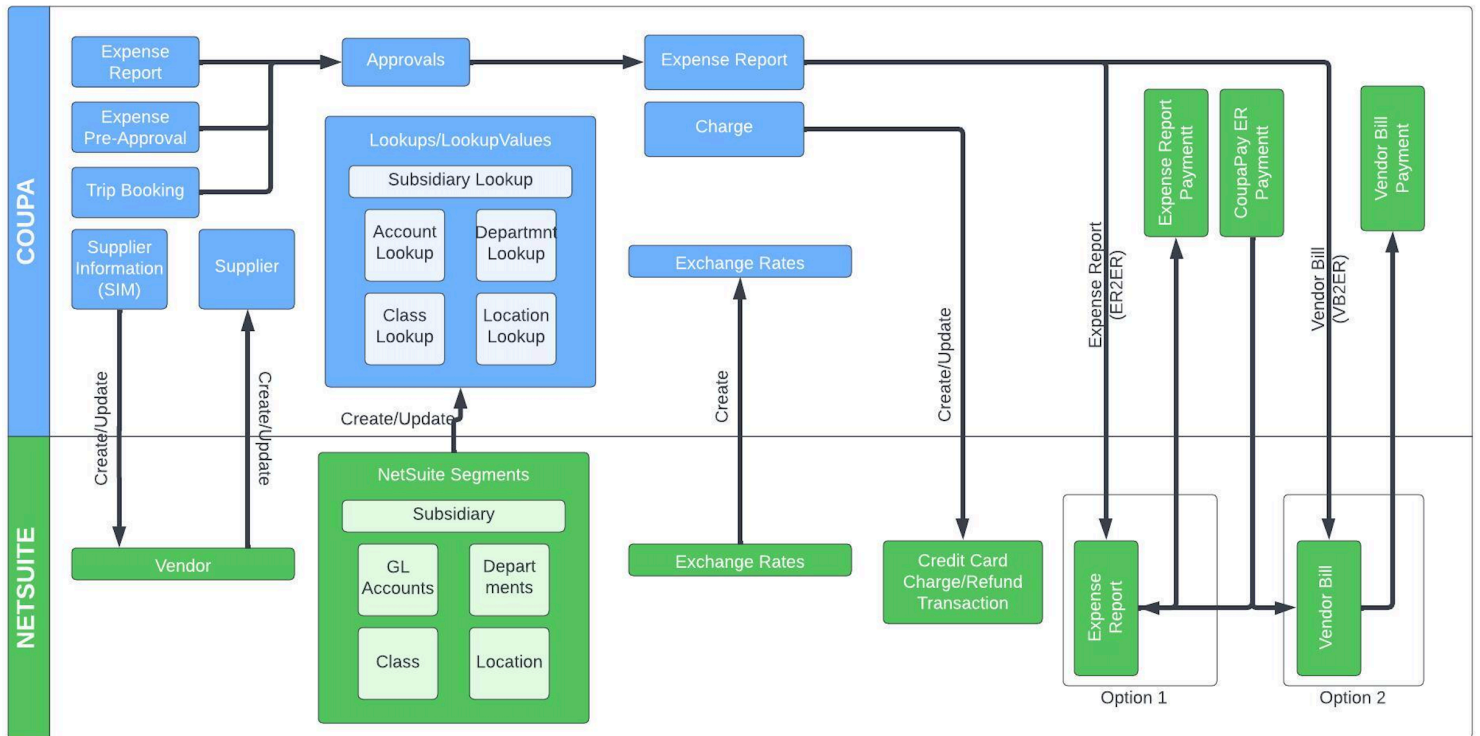 COUPA
Expense
Report
Approvals
Expense Report
Expense
Pre-Approval
Charge
Trip Booking
Lookups/LookupValues
Subsidiary Lookup
Account
Lookup
Departmnt
Lookup
Class
Lookup
Location
Lookup
Supplier
Information
(SIM)
Supplier
Exchange Rates
Expense Report
Paymentt
CoupaPay ER
Paymentt
Vendor Bill
Payment
Expense Report
(ER2ER)
Vendor Bill
(VB2ER)
Create/Update
Create/Update
Create/Update
Create
Create/Update
NETSUITE
Vendor
NetSuite Segments
Subsidiary
GL
Accounts
Depart
ments
Class
Location
Exchange Rates
Credit Card
Charge/Refund
Transaction
Expense
Report
Vendor Bill
Option 1
Option 2